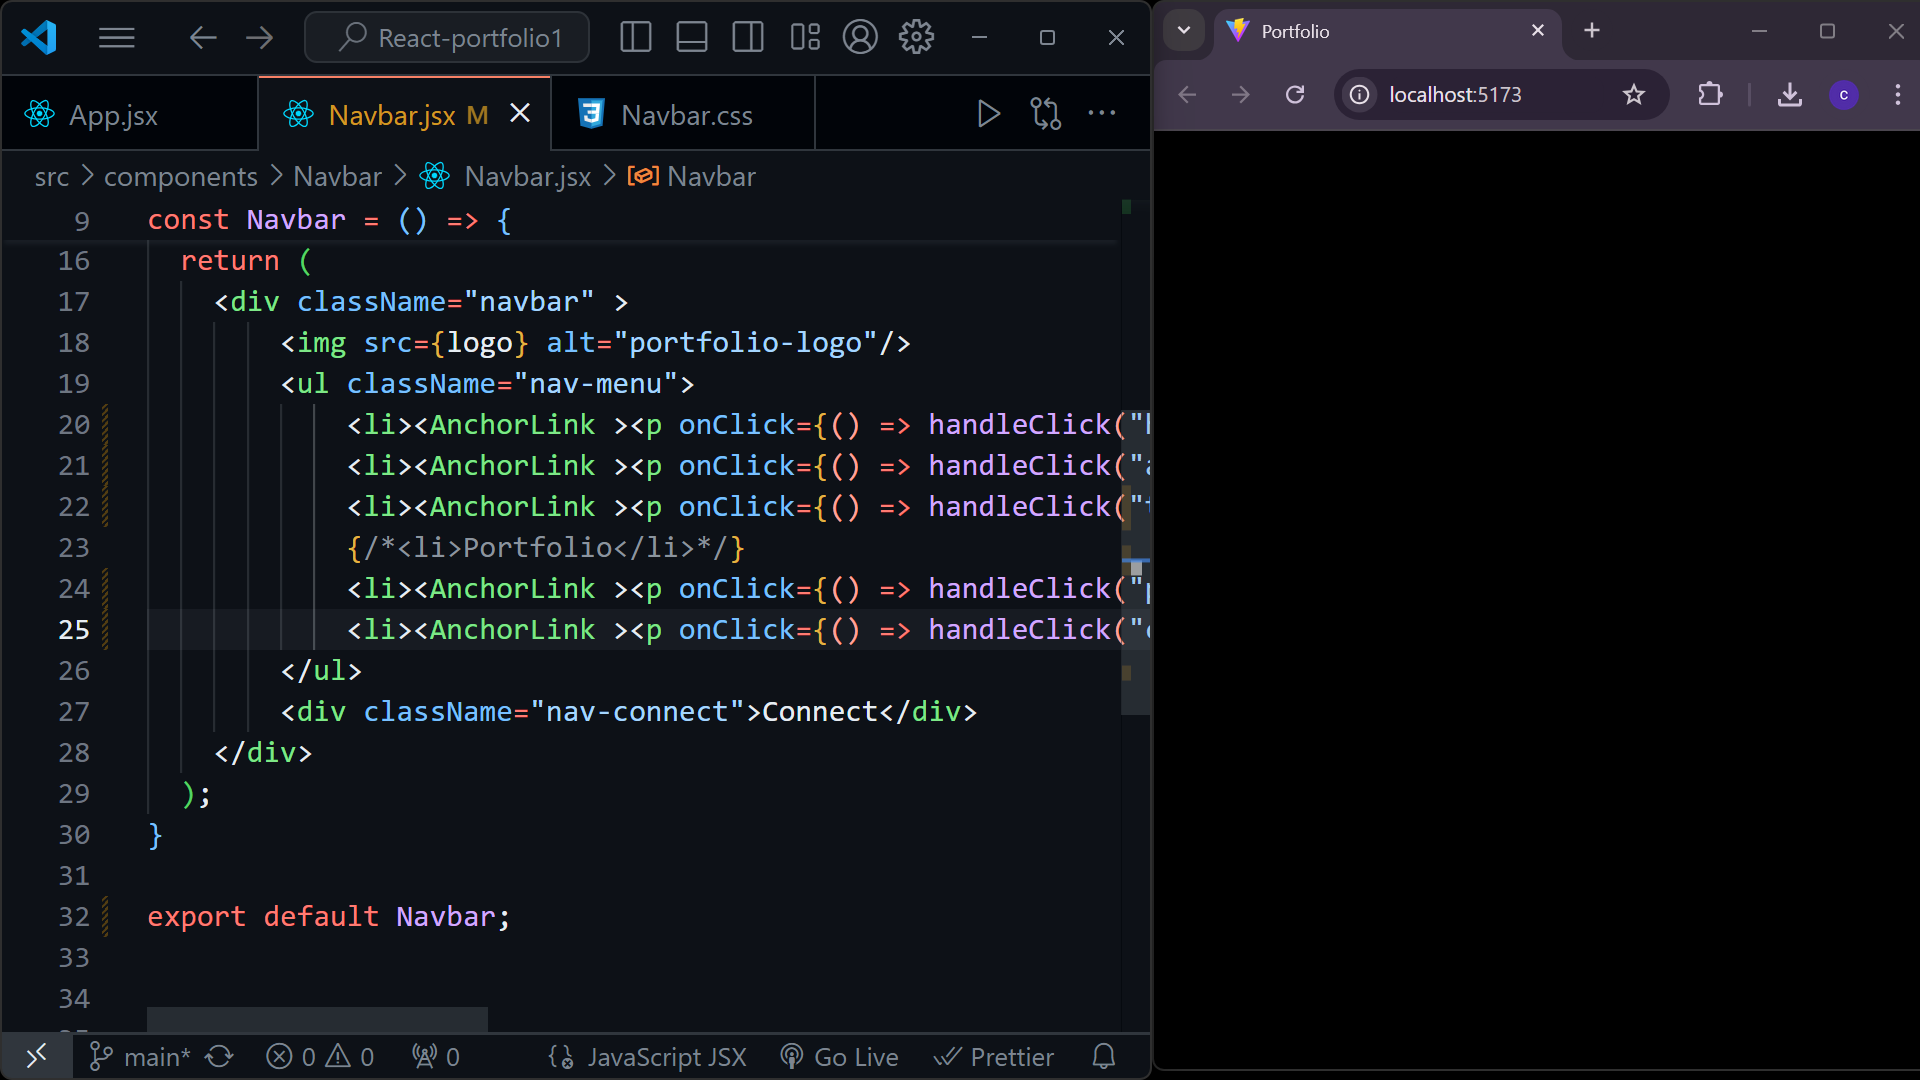 React-portfolio1
App.jsx
Navbar.jsx M
Navbar.css
src > components > Navbar > Navbar.jsx > Navbar
9 const Navbar = () => {
16 return (
17 <div className="navbar" >
18 <img src={logo} alt="portfolio-logo"/>
19 <ul className="nav-menu">
20 <li><AnchorLink ><p onClick={() => handleClick("h
21 <li><AnchorLink ><p onClick={() => handleClick("a
22 <li><AnchorLink ><p onClick={() => handleClick("
23 {/*<li>Portfolio</li>*/}
24 <li><AnchorLink ><p onClick={() => handleClick("p
25 <li><AnchorLink ><p onClick={() => handleClick("c
26 </ul>
27 <div className="nav-connect">Connect</div>
28 </div>
29 );
30 }
31
32 export default Navbar;
33
34
main* 0 0 0 JavaScript JSX Go Live Prettier
Portfolio
localhost:5173
c